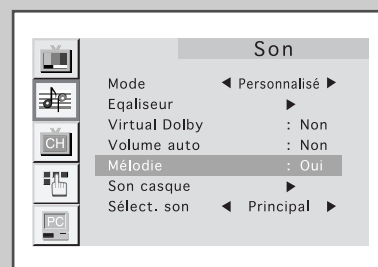 Son
Mode ◀ Personnalisé ▶
Eqaliseur ▶
Virtual Dolby : Non
Volume auto : Non
CH
Mélodie : Oui
Son casque ▶
Sélect. son ◀ Principal ▶
PC